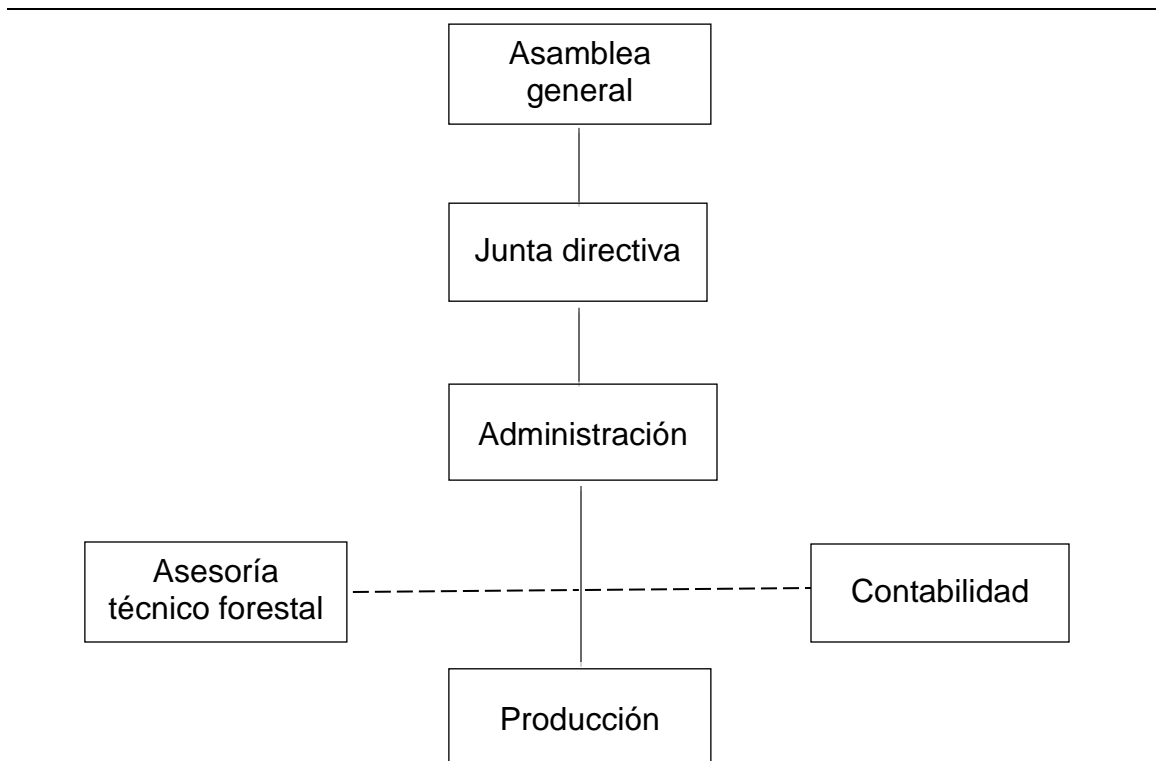 Asamblea
general
Junta directiva
Administración
Asesoría
técnico forestal
Contabilidad
Producción